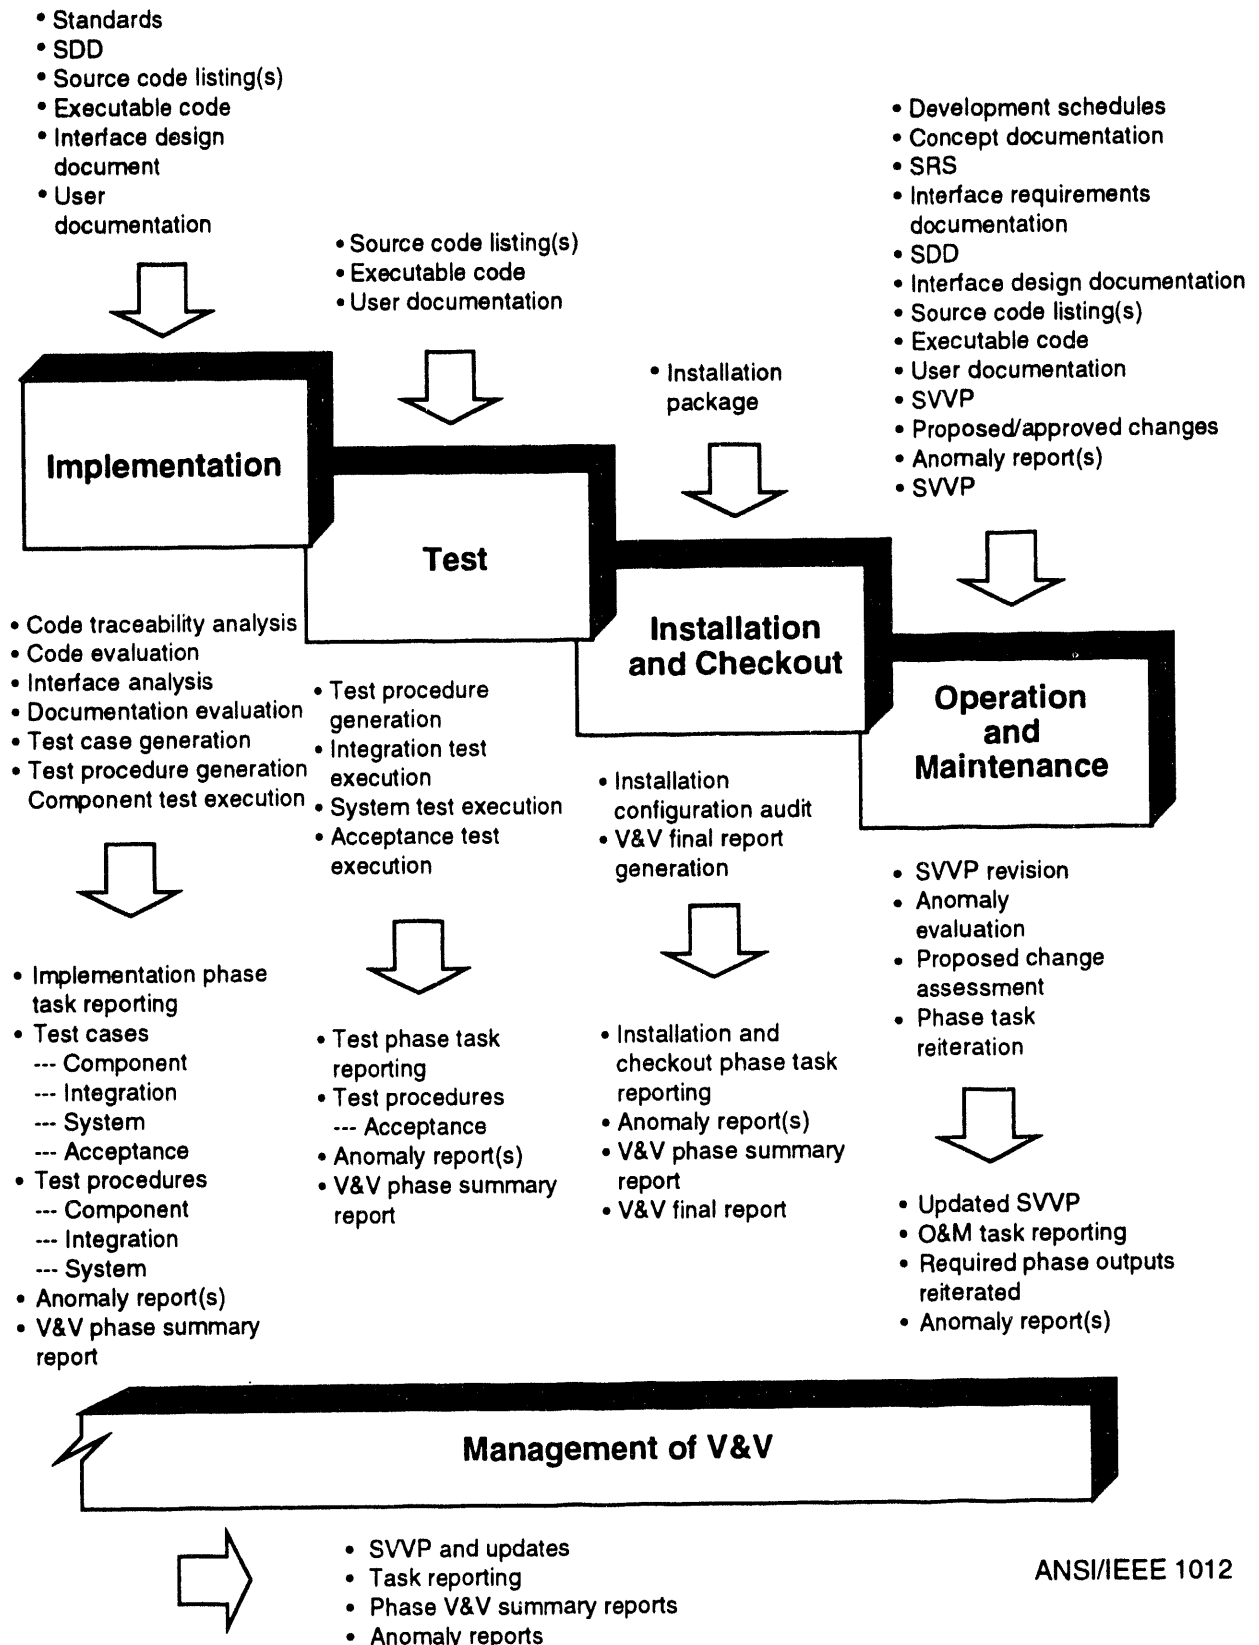 • Standards
• SDD
• Source code listing(s)
• Executable code
• Interface design
document
• User
documentation
• Source code listing(s)
• Executable code
• User documentation
• Installation
package
• Development schedules
• Concept documentation
• SRS
• Interface requirements
documentation
• SDD
• Interface design documentation
• Source code listing(s)
• Executable code
• User documentation
• SVVP
• Proposed/approved changes
• Anomaly report(s)
• SVVP
Implementation
Test
Installation
and Checkout
Operation
and
Maintenance
• Code traceability analysis
• Code evaluation
• Interface analysis
• Documentation evaluation
• Test case generation
• Test procedure generation
Component test execution
• Test procedure
generation
• Integration test
execution
• System test execution
• Acceptance test
execution
• Installation
configuration audit
• V&V final report
generation
• SVVP revision
• Anomaly
evaluation
• Proposed change
assessment
• Phase task
reiteration
• Implementation phase
task reporting
• Test cases
--- Component
--- Integration
--- System
--- Acceptance
• Test procedures
--- Component
--- Integration
--- System
• Anomaly report(s)
• V&V phase summary
report
• Test phase task
reporting
• Test procedures
--- Acceptance
• Anomaly report(s)
• V&V phase summary
report
• Installation and
checkout phase task
reporting
• Anomaly report(s)
• V&V phase summary
report
• V&V final report
• Updated SVVP
• O&M task reporting
• Required phase outputs
reiterated
• Anomaly report(s)
Management of V&V
• SVVP and updates
• Task reporting
• Phase V&V summary reports
• Anomaly reports
ANSI/IEEE 1012